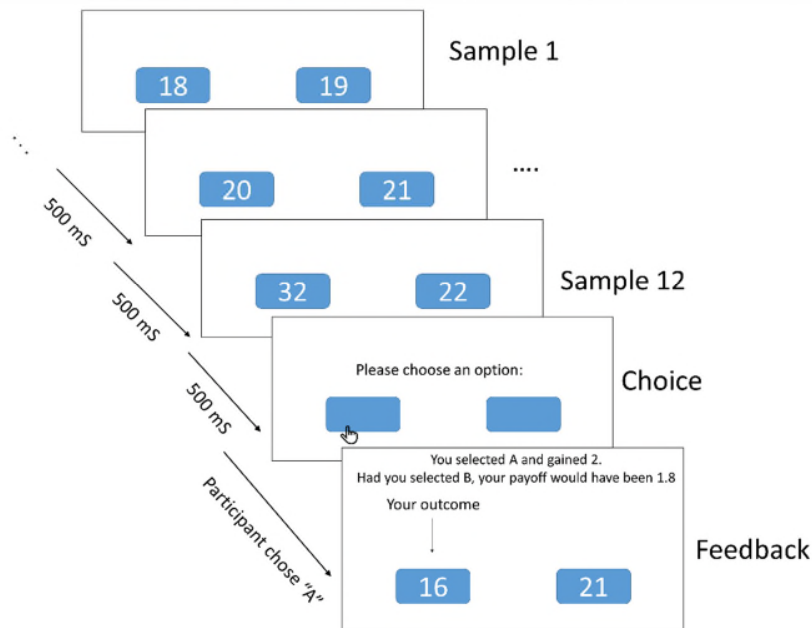 18 19
Sample 1
....
20 21
....
500 mS
32 22
Sample 12
500 mS
Please choose an option:
Choice
500 mS
You selected A and gained 2.
Had you selected B, your payoff would have been 1.8
Your outcome
Participant chose "A"
16 21
Feedback